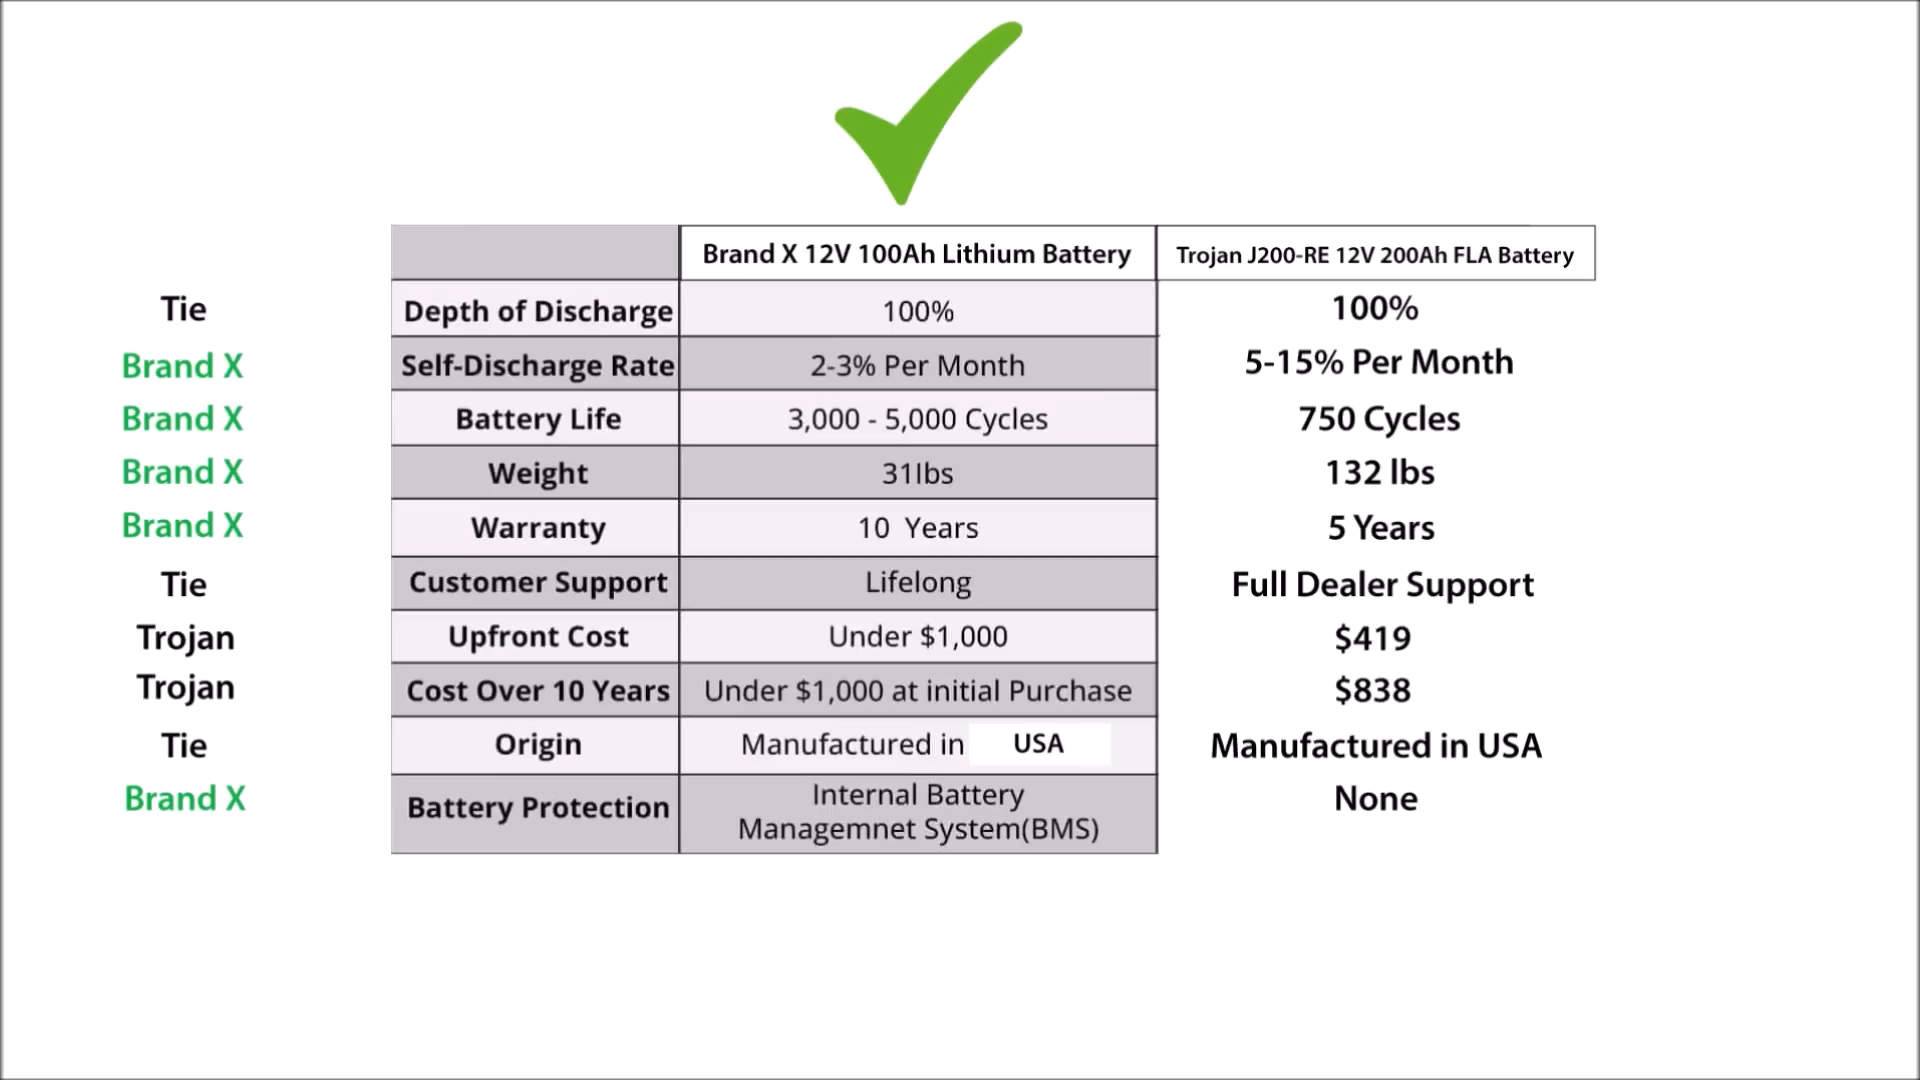 Brand X 12V 100Ah Lithium Battery Trojan J200-RE 12V 200Ah FLA Battery
Tie Depth of Discharge 100% 100%
Brand X Self-Discharge Rate 2-3% Per Month 5-15% Per Month
Brand X Battery Life 3,000 - 5,000 Cycles 750 Cycles
Brand X Weight 31lbs 132 lbs
Brand X Warranty 10 Years 5 Years
Tie Customer Support Lifelong Full Dealer Support
Trojan Upfront Cost Under $1,000 $419
Trojan Cost Over 10 Years Under $1,000 at initial Purchase $838
Tie Origin Manufactured in USA Manufactured in USA
Brand X Battery Protection Internal Battery None
Managemnet System(BMS)